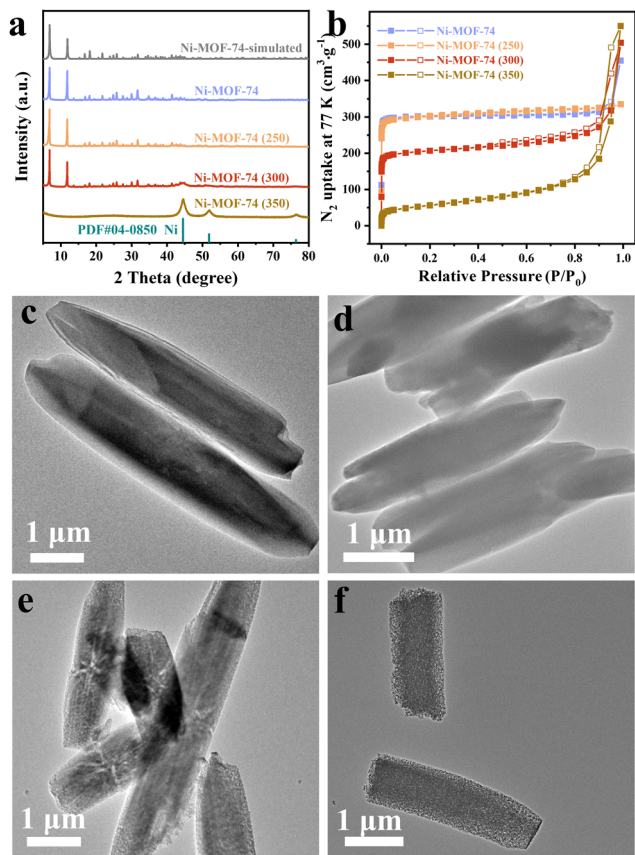 a
Intensity (a.u.)
Ni-MOF-74-simulated
Ni-MOF-74
Ni-MOF-74 (250)
Ni-MOF-74 (300)
Ni-MOF-74 (350)
PDF#04-0850 Ni
10 20 30 40 50 60 70 80
2 Theta (degree)
b
N₂ uptake at 77 K (cm³·g⁻¹)
500
400
300
200
100
0
Ni-MOF-74
Ni-MOF-74 (250)
Ni-MOF-74 (300)
Ni-MOF-74 (350)
0.0 0.2 0.4 0.6 0.8 1.0
Relative Pressure (P/P₀)
c
1 μm
d
1 μm
e
1 μm
f
1 μm